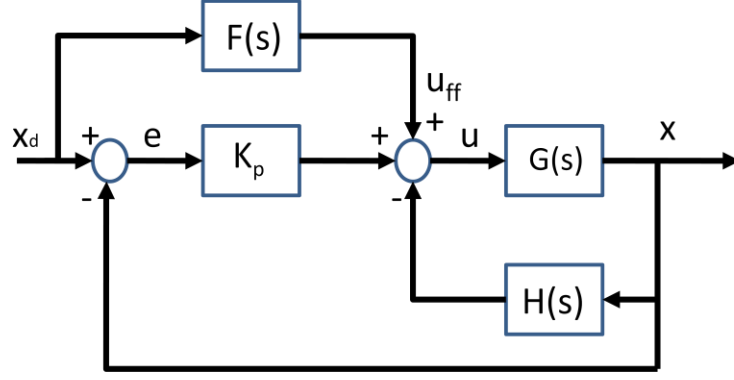 F(s)
u_ff
x_d + e K_p + + u G(s) x
- -
H(s)